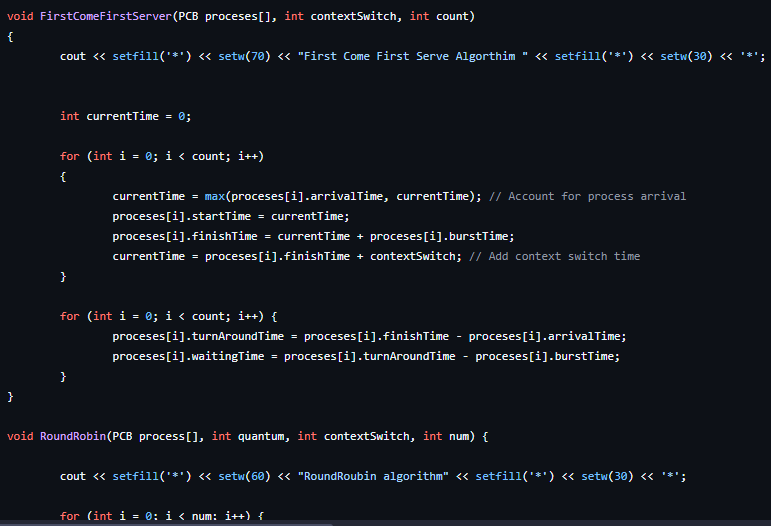 void FirstComeFirstServer(PCB proceses[], int contextSwitch, int count)
{
cout << setfill('*') << setw(70) << "First Come First Serve Algorthim " << setfill('*') << setw(30) << '*';
int currentTime = 0;
for (int i = 0; i < count; i++)
{
currentTime = max(proceses[i].arrivalTime, currentTime); // Account for process arrival
proceses[i].startTime = currentTime;
proceses[i].finishTime = currentTime + proceses[i].burstTime;
currentTime = proceses[i].finishTime + contextSwitch; // Add context switch time
}
for (int i = 0; i < count; i++) {
proceses[i].turnAroundTime = proceses[i].finishTime - proceses[i].arrivalTime;
proceses[i].waitingTime = proceses[i].turnAroundTime - proceses[i].burstTime;
}
}
void RoundRobin(PCB process[], int quantum, int contextSwitch, int num) {
cout << setfill('*') << setw(60) << "RoundRoubin algorithm" << setfill('*') << setw(30) << '*';
for (int i = 0; i < num; i++) {